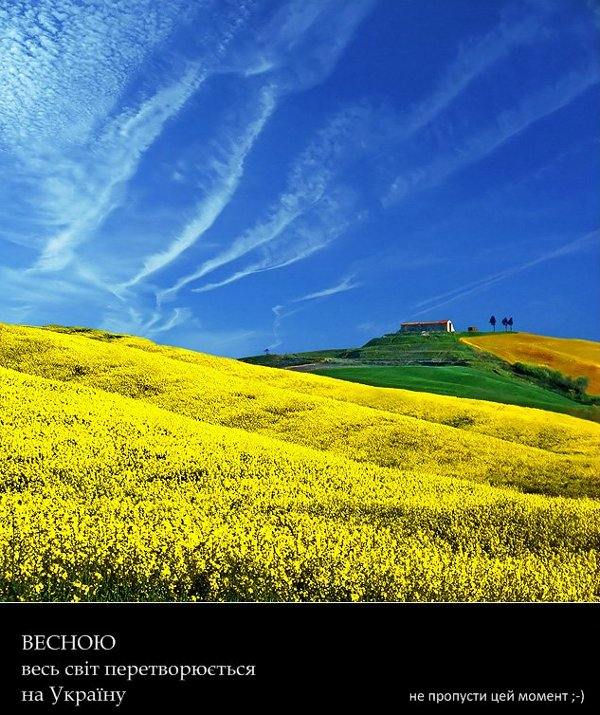 ВЕСНОЮ
весь світ перетворюється
на Україну
не пропусти цей момент ;-)